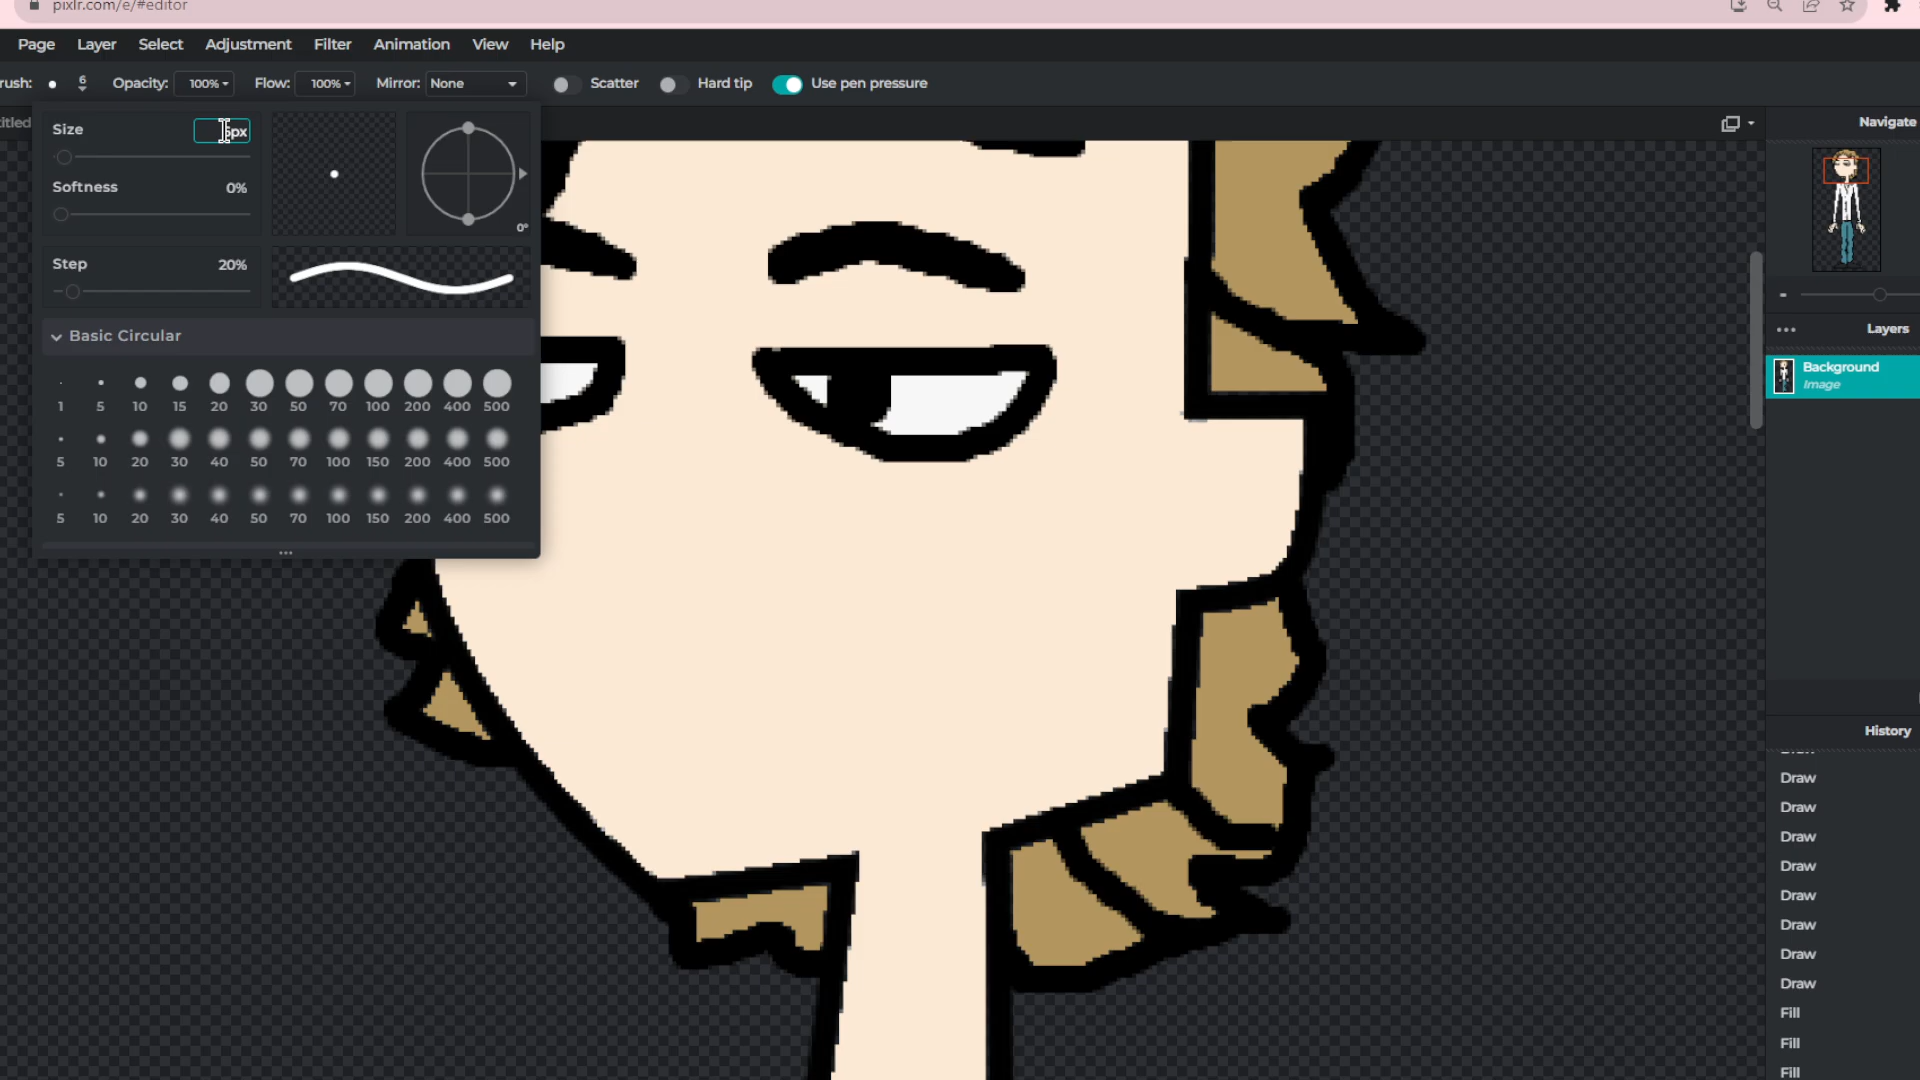 pixlr.com/e/#editor
Page Layer Select Adjustment Filter Animation View Help
rush: 6 Opacity: 100% Flow: 100% Mirror: None Scatter Hard tip Use pen pressure
titled
Size px
Softness 0%
0°
Step 20%
Basic Circular
1 5 10 15 20 30 50 70 100 200 400 500
5 10 20 30 40 50 70 100 150 200 400 500
5 10 20 30 40 50 70 100 150 200 400 500
Navigate
Layers
Background
Image
History
Draw
Draw
Draw
Draw
Draw
Draw
Draw
Draw
Fill
Fill
Fill